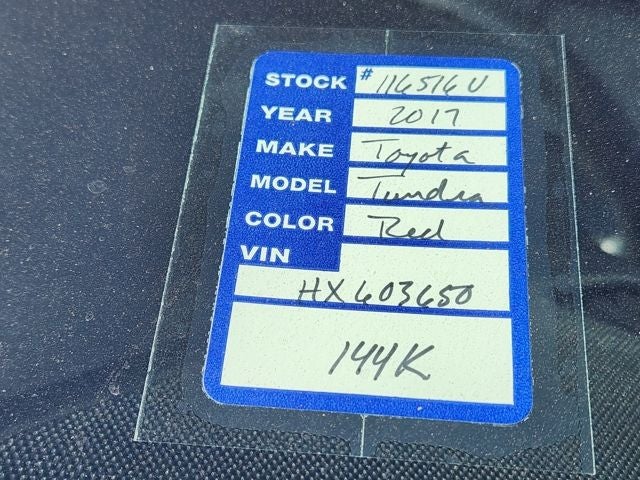 STOCK # 116516U
YEAR 2017
MAKE Toyota
MODEL Tundra
COLOR Red
VIN
HX603650
144K